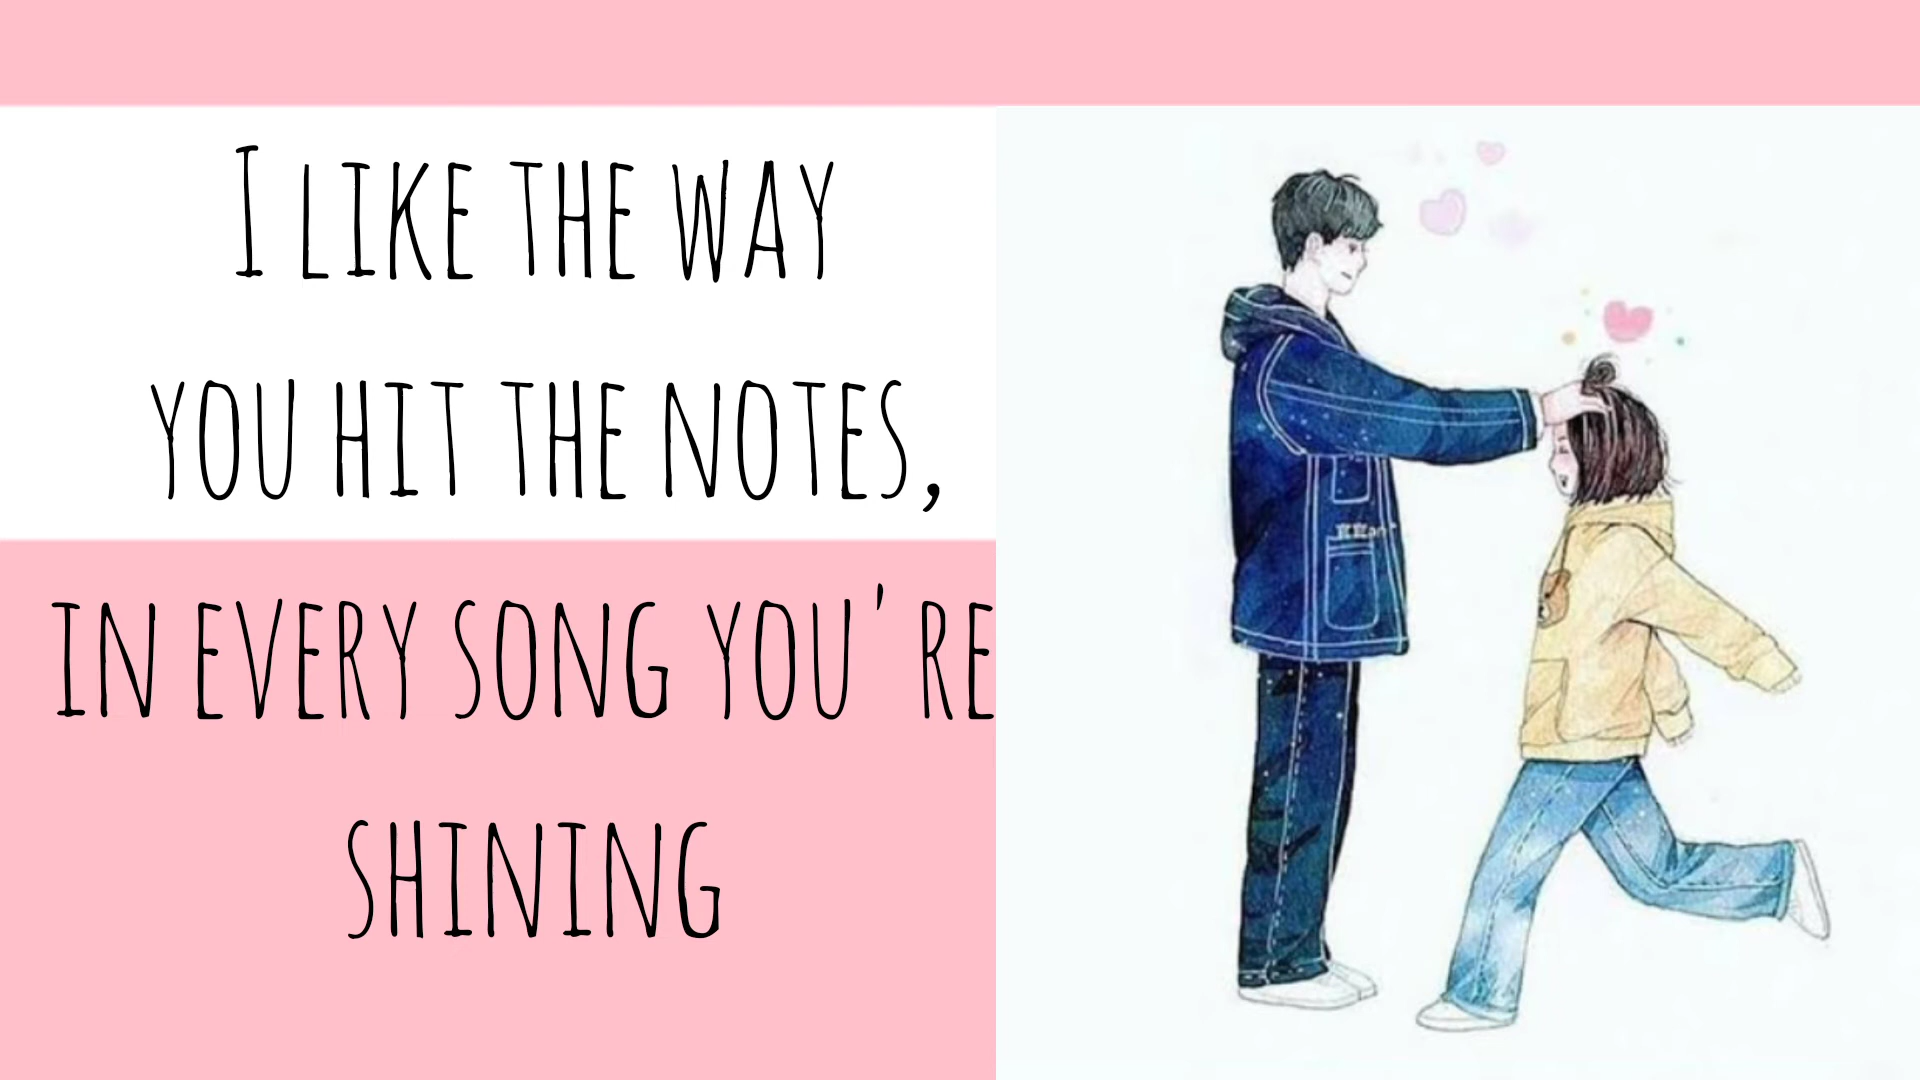 I LIKE THE WAY
YOU HIT THE NOTES,
IN EVERY SONG YOU'RE
SHINING